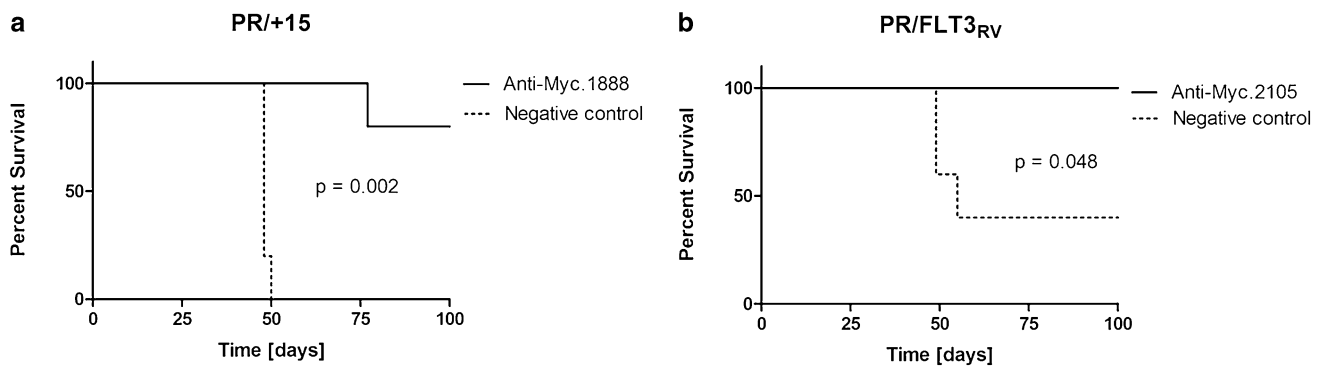 a
PR/+15
Percent Survival
100
50
0
0 25 50 75 100
Time [days]
Anti-Myc.1888
Negative control
p = 0.002
b
PR/FLT3RV
Percent Survival
100
50
0
0 25 50 75 100
Time [days]
Anti-Myc.2105
Negative control
p = 0.048